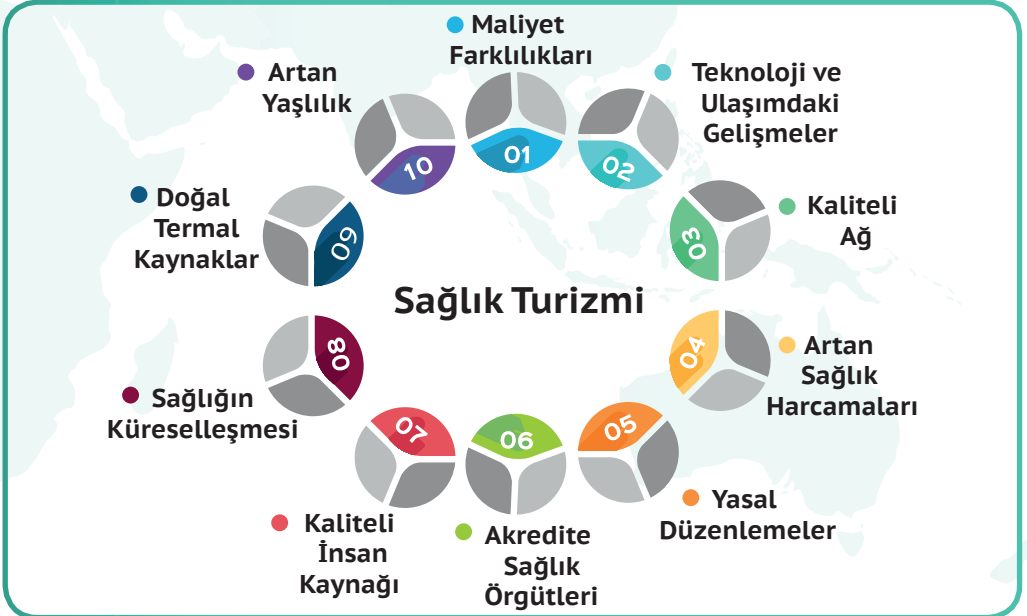 Sağlık Turizmi
01
Maliyet
Farklılıkları
02
Teknoloji ve
Ulaşımdaki
Gelişmeler
03
Kaliteli
Ağ
04
Artan
Sağlık
Harcamaları
05
Yasal
Düzenlemeler
06
Akredite
Sağlık
Örgütleri
07
Kaliteli
İnsan
Kaynağı
08
Sağlığın
Küreselleşmesi
09
Doğal
Termal
Kaynaklar
10
Artan
Yaşlılık